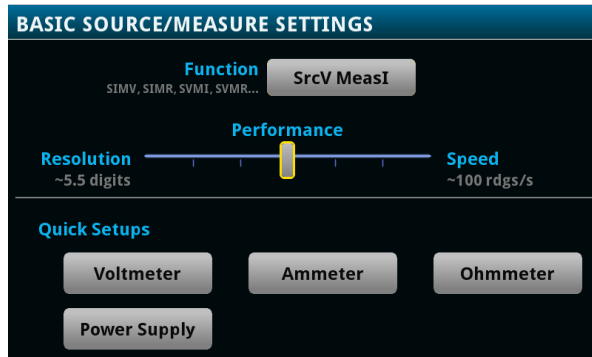 BASIC SOURCE/MEASURE SETTINGS
Function
SIMV, SIMR, SVMI, SVMR...
SrcV MeasI
Performance
Resolution
~5.5 digits
Speed
~100 rdgs/s
Quick Setups
Voltmeter
Ammeter
Ohmmeter
Power Supply